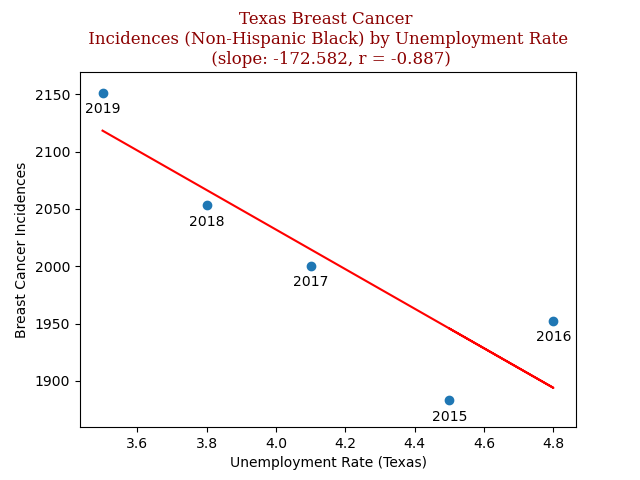 Texas Breast Cancer
Incidences (Non-Hispanic Black) by Unemployment Rate
(slope: -172.582, r = -0.887)
2150
2100
2050
2000
1950
1900
Breast Cancer Incidences
2019
2018
2017
2016
2015
3.6 3.8 4.0 4.2 4.4 4.6 4.8
Unemployment Rate (Texas)